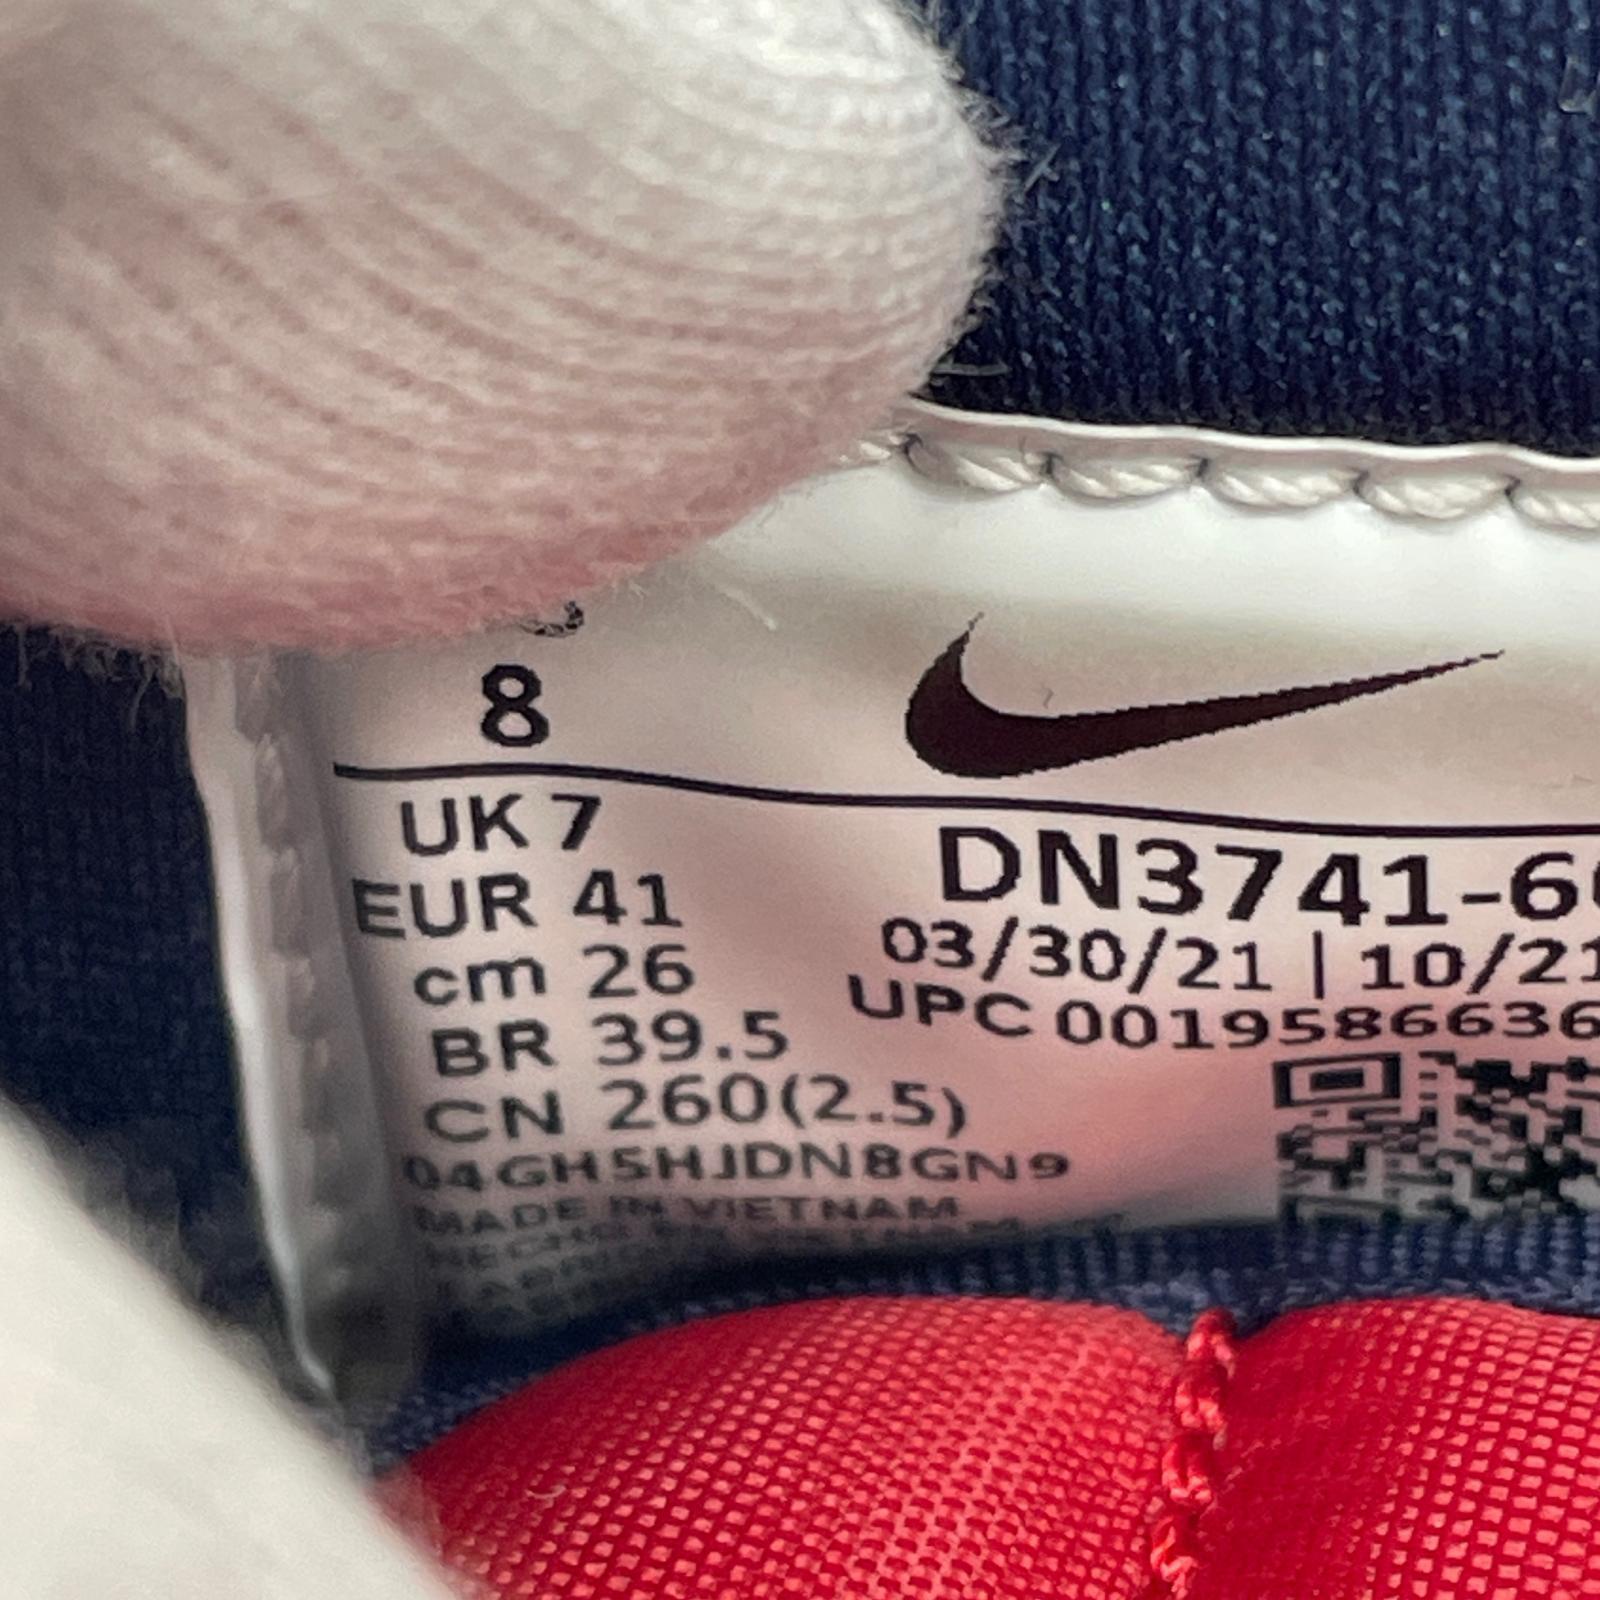 8
UK 7
EUR 41
cm 26
BR 39.5
CN 260(2.5)
04GH5HJDN8GN9
MADE IN VIETNAM
DN3741-6
03/30/21 | 10/21
UPC 0019586636